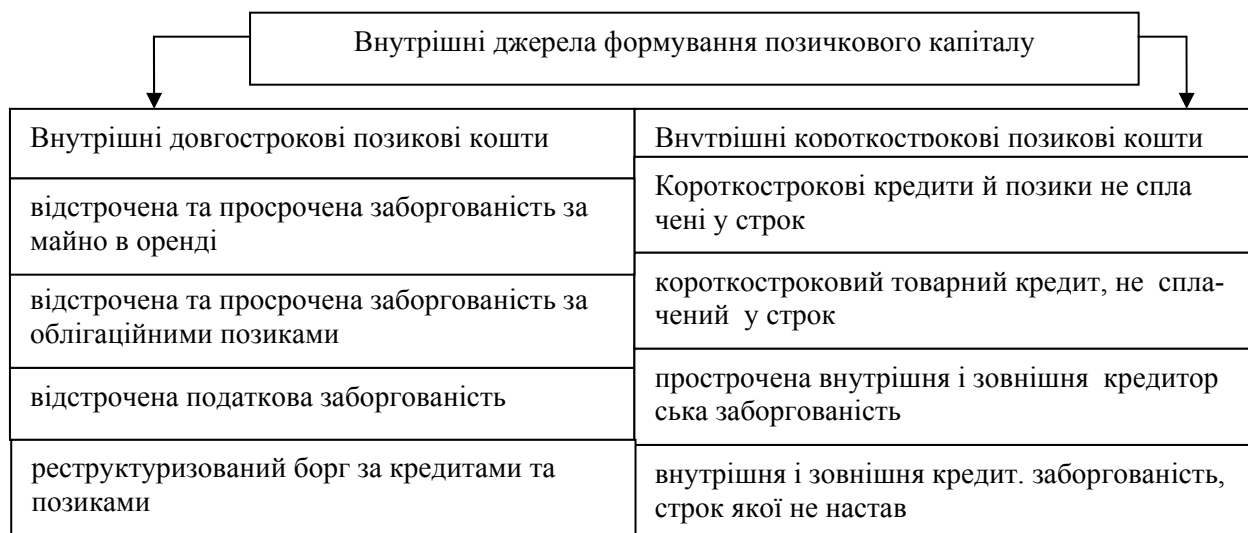 Внутрішні джерела формування позичкового капіталу
Внутрішні довгострокові позикові кошти
відстрочена та просрочена заборгованість за
майно в оренді
відстрочена та просрочена заборгованість за
облігаційними позиками
відстрочена податкова заборгованість
реструктуризований борг за кредитами та
позиками
Внутрішні короткострокові позикові кошти
Короткострокові кредити й позики не спла
чені у строк
короткостроковий товарний кредит, не спла-
чений у строк
прострочена внутрішня і зовнішня кредитор
ська заборгованість
внутрішня і зовнішня кредит. заборгованість,
строк якої не настав